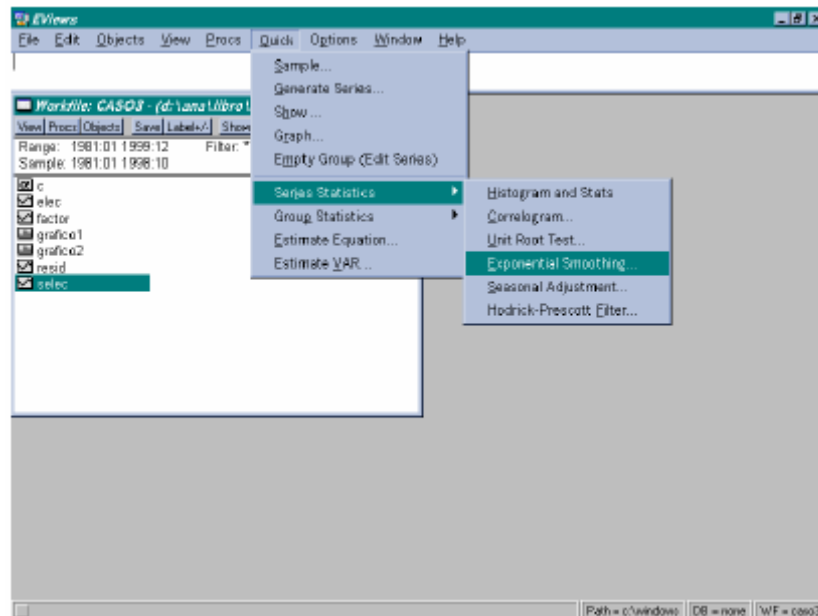 EViews
File Edit Objects View Procs Quick Options Window Help
Sample...
Generate Series...
Show ...
Graph...
Empty Group (Edit Series)
Series Statistics
Group Statistics
Estimate Equation...
Estimate VAR...
Histogram and Stats
Correlogram...
Unit Root Test...
Exponential Smoothing...
Seasonal Adjustment...
Hodrick-Prescott Filter...
Workfile: CASO3 - (d:\ana\libro\
View Procs Objects Save Label+/- Show
Range: 1981:01 1999:12 Filter: *
Sample: 1981:01 1998:10
c
elec
factor
grafico1
grafico2
resid
selec
Path = c:\windows DB = none WF = caso3